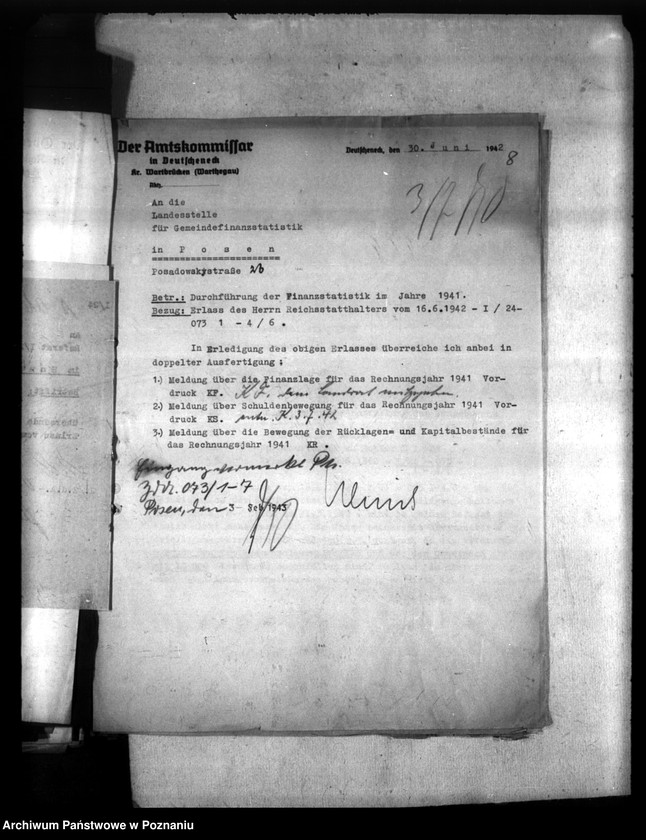 Der Amtskommissar
in Deutscheneck
Kr. Wartbrücken (Warthegau)
Deutscheneck, den 30. Juni 1942
8
An die
Landesstelle
für Gemeindefinanzstatistik
in P o s e n
Posadowskystraße
Betr.: Durchführung der Finanzstatistik im Jahre 1941.
Bezug: Erlass des Herrn Reichsstatthalters vom 16.6.1942 - I / 24-
073 1 - 4 / 6 .
In Erledigung des obigen Erlasses überreiche ich anbei in
doppelter Ausfertigung :
1.) Meldung über die Finanzlage für das Rechnungsjahr 1941 Vor-
druck KF.
2.) Meldung über Schuldenbewegung für das Rechnungsjahr 1941 Vor-
druck KS.
3.) Meldung über die Bewegung der Rücklagen- und Kapitalbestände für
das Rechnungsjahr 1941 KR .
073/1-7
Posen, den 3- Feb 1943
Archiwum Państwowe w Poznaniu